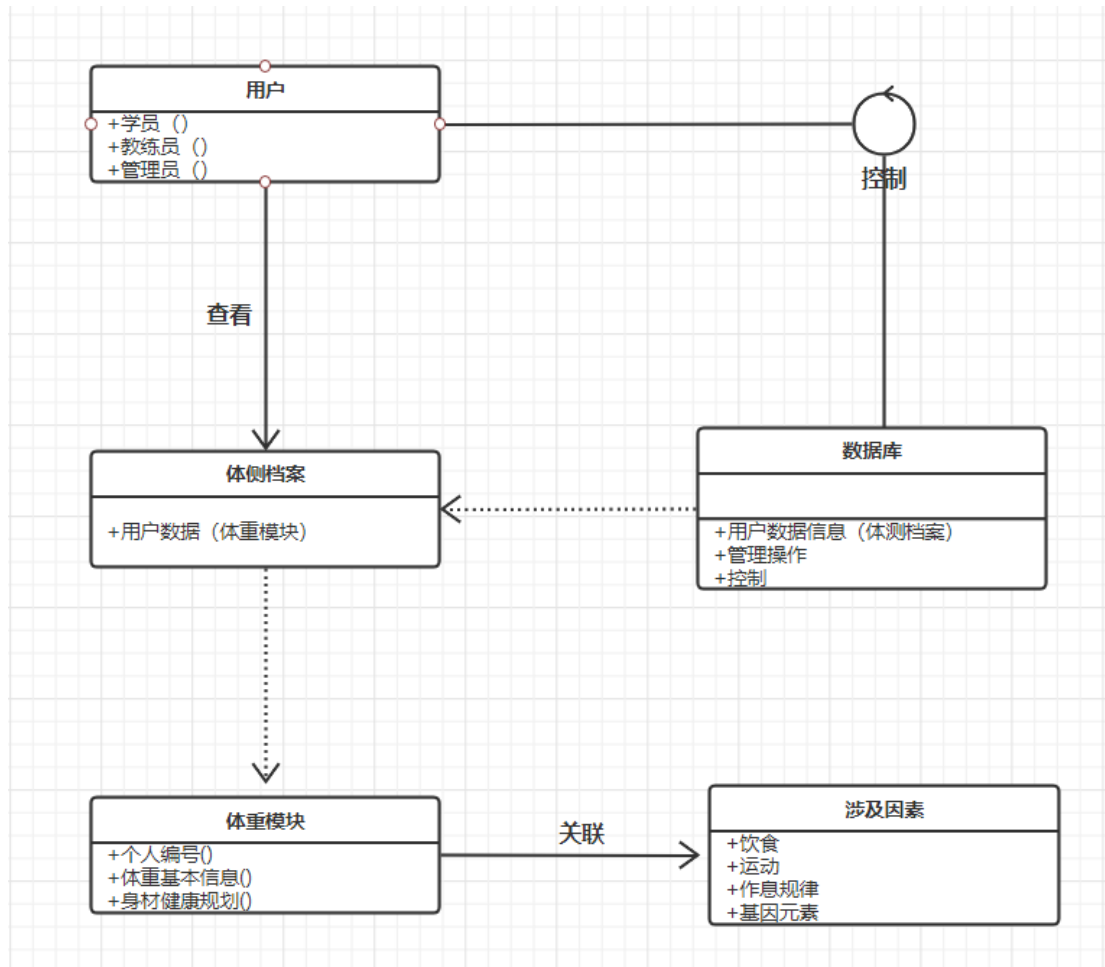 用户
+学员（）
+教练员（）
+管理员（）
控制
查看
体侧档案
+用户数据（体重模块）
数据库
+用户数据信息（体测档案）
+管理操作
+控制
体重模块
+个人编号()
+体重基本信息()
+身材健康规划()
关联
涉及因素
+饮食
+运动
+作息规律
+基因元素